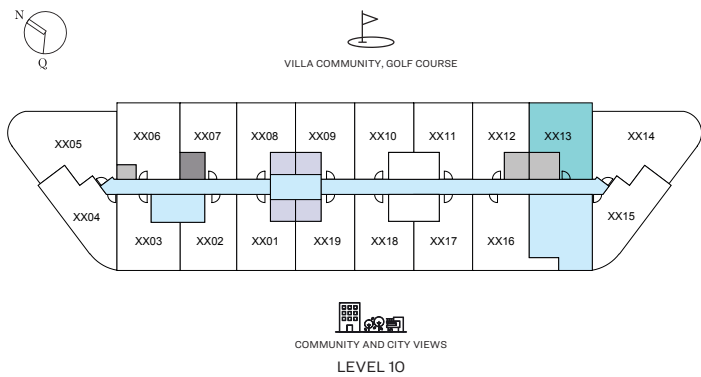 N
Q
VILLA COMMUNITY, GOLF COURSE
XX05
XX06
XX07
XX08
XX09
XX10
XX11
XX12
XX13
XX14
XX04
XX03
XX02
XX01
XX19
XX18
XX17
XX16
XX15
COMMUNITY AND CITY VIEWS
LEVEL 10